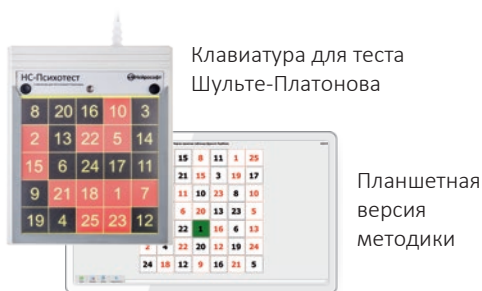 НС-Психотест
Нейрософт
8 20 16 10 3
2 13 22 5 14
15 6 24 17 11
9 21 18 1 7
19 4 25 23 12
Клавиатура для теста
Шульте-Платонова
15 8 11 1 25
21 15 3 19 17
11 10 23 8 10
6 20 13 23 5
22 1 16 6 13
2 4 22 20 12 19 24
24 18 12 9 16 21 5
Планшетная
версия
методики